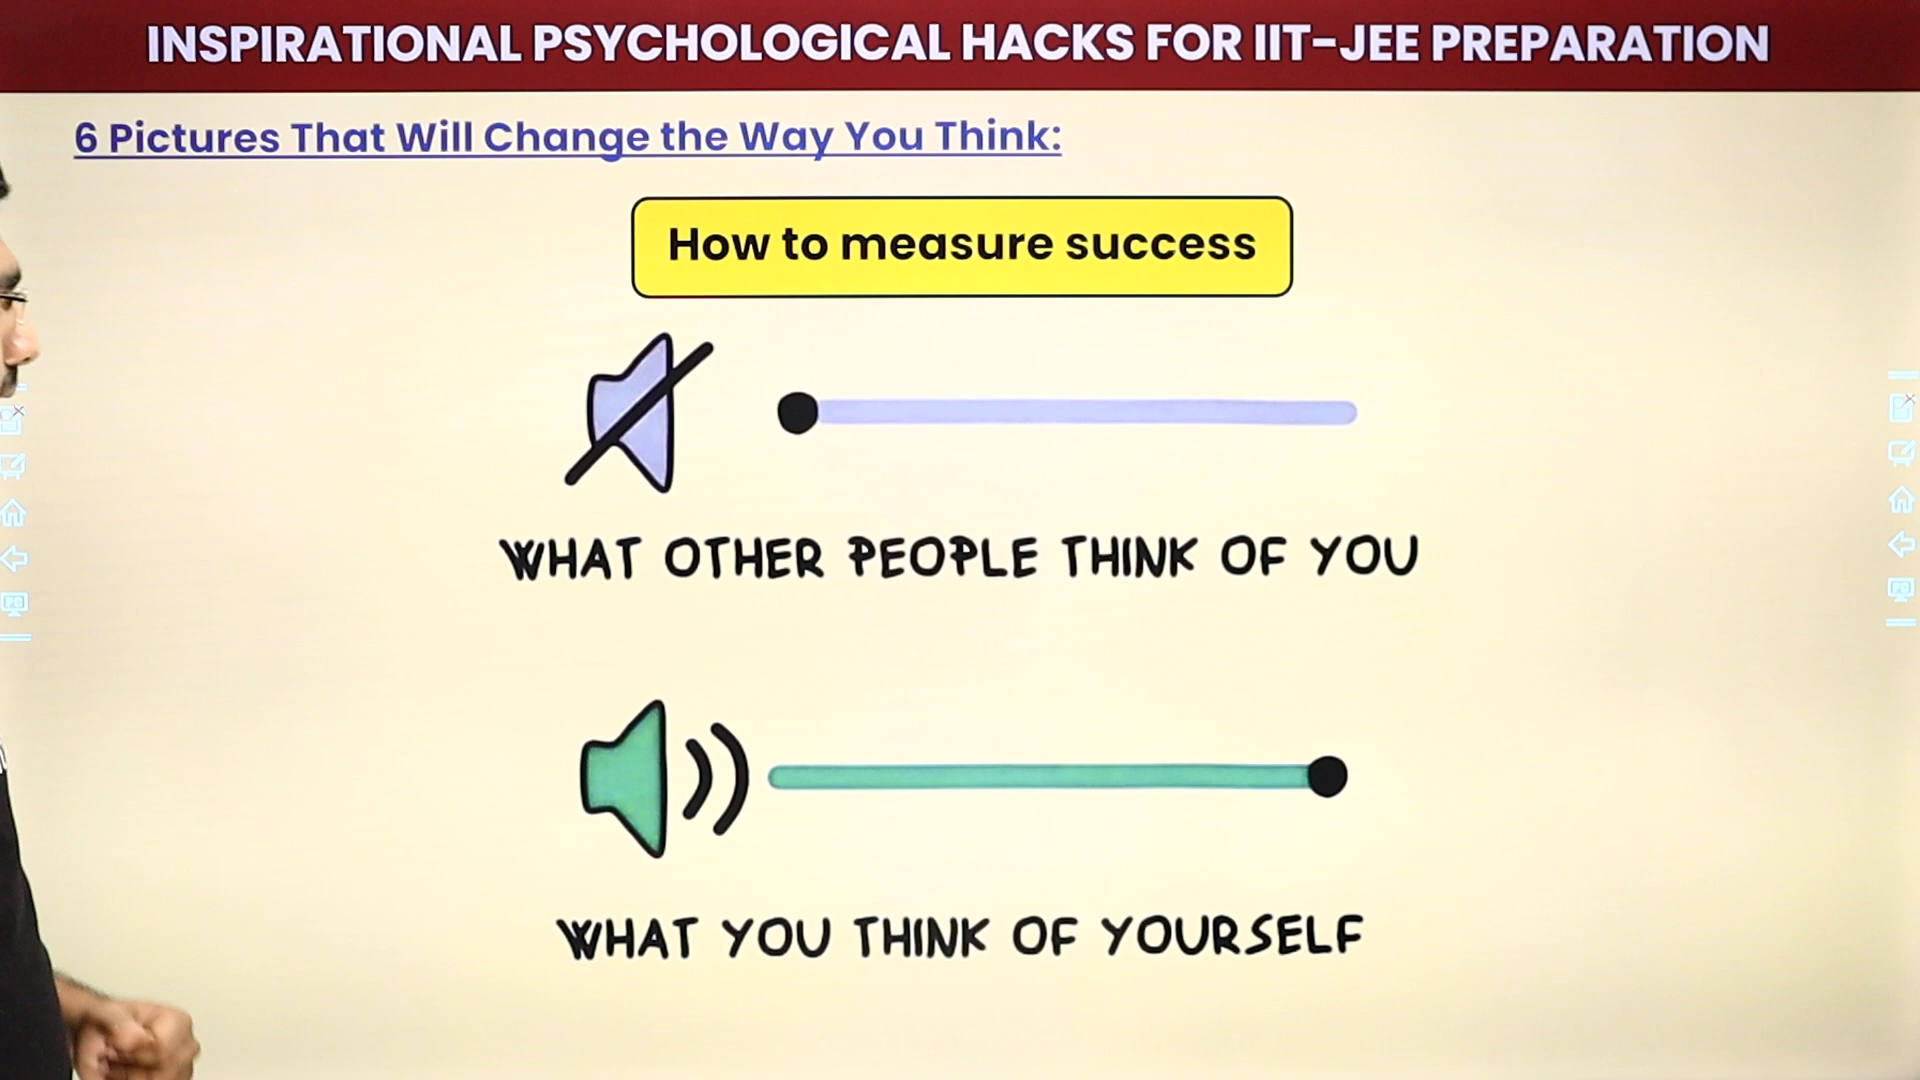 INSPIRATIONAL PSYCHOLOGICAL HACKS FOR IIT-JEE PREPARATION
6 Pictures That Will Change the Way You Think:
How to measure success
WHAT OTHER PEOPLE THINK OF YOU
WHAT YOU THINK OF YOURSELF